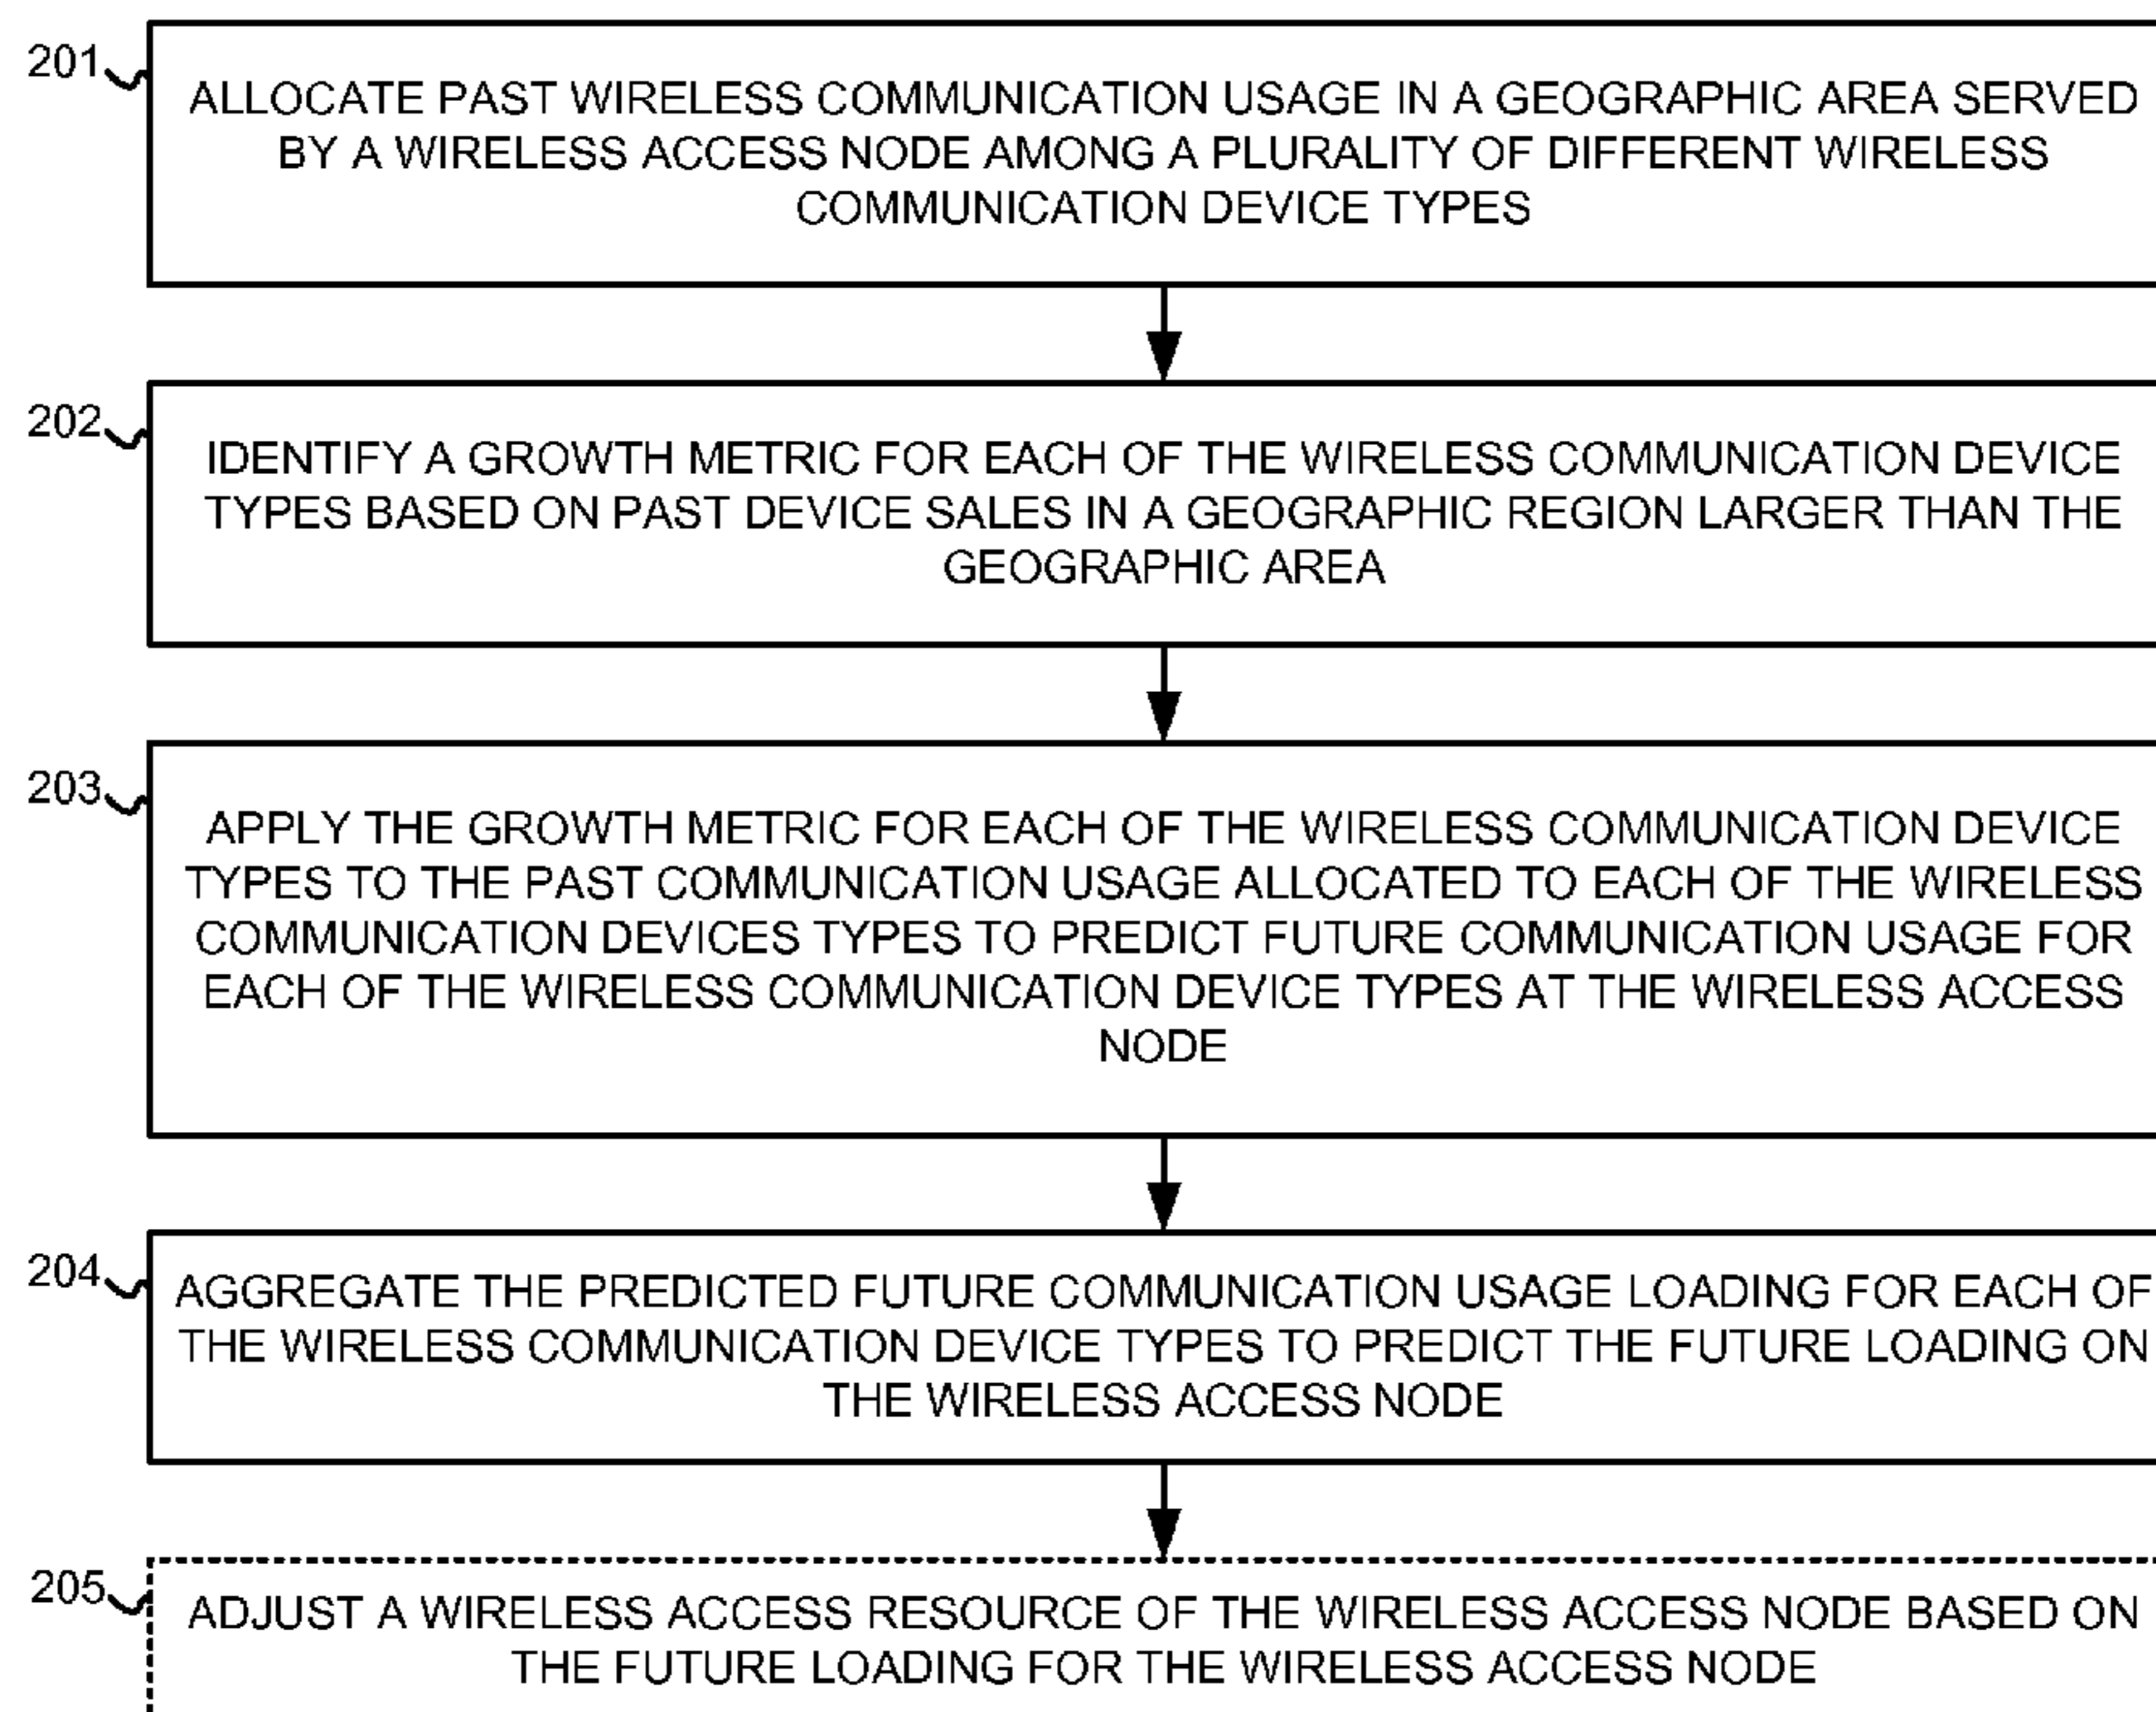 201
ALLOCATE PAST WIRELESS COMMUNICATION USAGE IN A GEOGRAPHIC AREA SERVED
BY A WIRELESS ACCESS NODE AMONG A PLURALITY OF DIFFERENT WIRELESS
COMMUNICATION DEVICE TYPES
202
IDENTIFY A GROWTH METRIC FOR EACH OF THE WIRELESS COMMUNICATION DEVICE
TYPES BASED ON PAST DEVICE SALES IN A GEOGRAPHIC REGION LARGER THAN THE
GEOGRAPHIC AREA
203
APPLY THE GROWTH METRIC FOR EACH OF THE WIRELESS COMMUNICATION DEVICE
TYPES TO THE PAST COMMUNICATION USAGE ALLOCATED TO EACH OF THE WIRELESS
COMMUNICATION DEVICES TYPES TO PREDICT FUTURE COMMUNICATION USAGE FOR
EACH OF THE WIRELESS COMMUNICATION DEVICE TYPES AT THE WIRELESS ACCESS
NODE
204
AGGREGATE THE PREDICTED FUTURE COMMUNICATION USAGE LOADING FOR EACH OF
THE WIRELESS COMMUNICATION DEVICE TYPES TO PREDICT THE FUTURE LOADING ON
THE WIRELESS ACCESS NODE
205
ADJUST A WIRELESS ACCESS RESOURCE OF THE WIRELESS ACCESS NODE BASED ON
THE FUTURE LOADING FOR THE WIRELESS ACCESS NODE